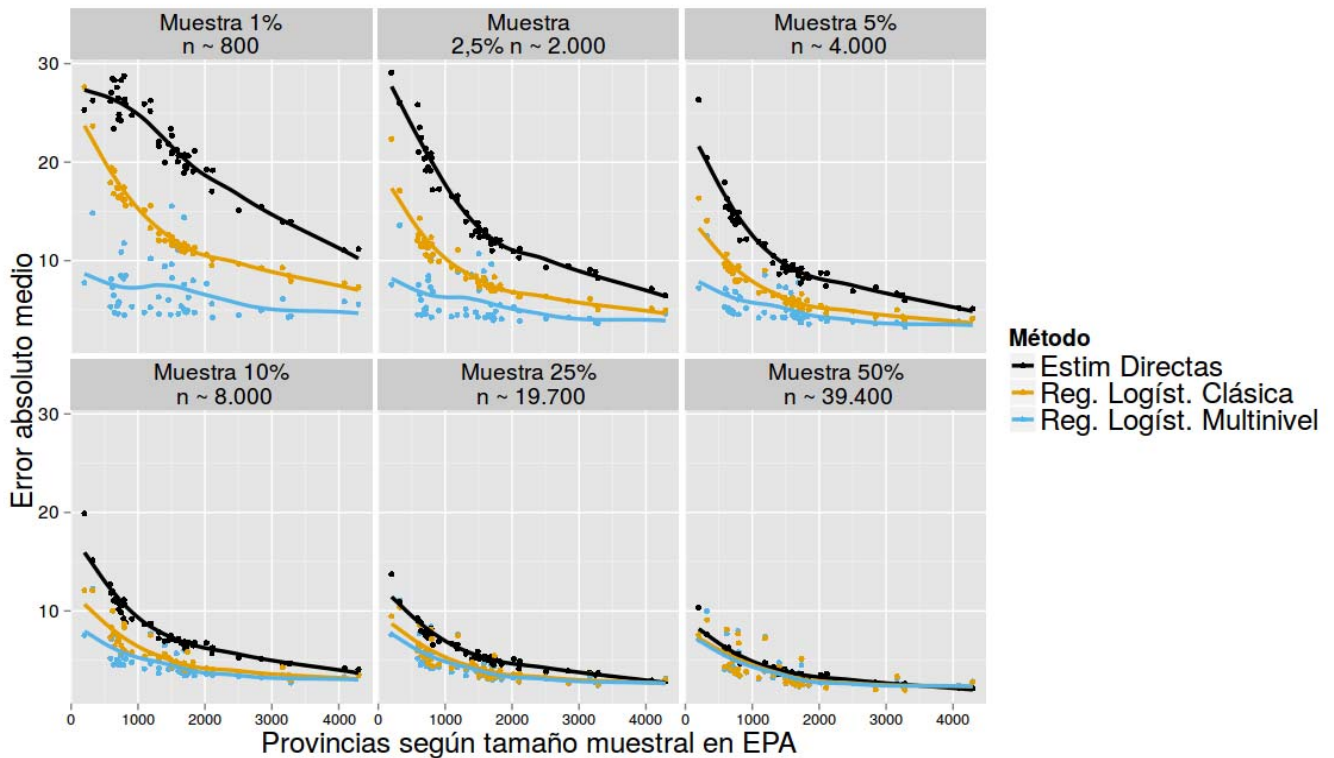 Muestra 1%
n ~ 800
Muestra
2,5% n ~ 2.000
Muestra 5%
n ~ 4.000
30
20
10
Muestra 10%
n ~ 8.000
Muestra 25%
n ~ 19.700
Muestra 50%
n ~ 39.400
30
20
10
0 1000 2000 3000 4000
0 1000 2000 3000 4000
0 1000 2000 3000 4000
Error absoluto medio
Provincias según tamaño muestral en EPA
Método
Estim Directas
Reg. Logíst. Clásica
Reg. Logíst. Multinivel